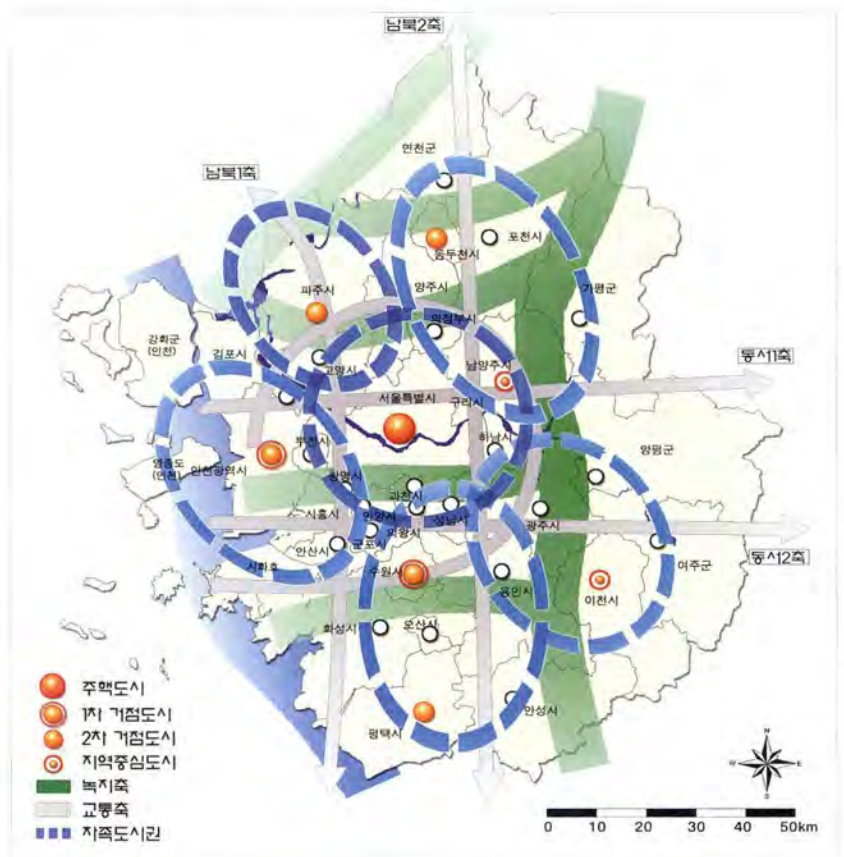 남북2축
연천군
남북1축
포천시
동두천시
파주시
양주시
가평군
강화군
(인천)
의정부시
김포시
고양시
남양주시
동서1축
서울특별시
구리시
부천시
하남시
양평군
영종도
(인천)
인천광역시
광명시
과천시
시흥시
안양시
성남시
광주시
의왕시
안산시
군포시
동서2축
여주군
시화호
수원시
용인시
이천시
화성시
오산시
안성시
평택시
주핵도시
1차 거점도시
2차 거점도시
지역중심도시
녹지축
교통축
자족도시권
N
W E
S
0 10 20 30 40 50km